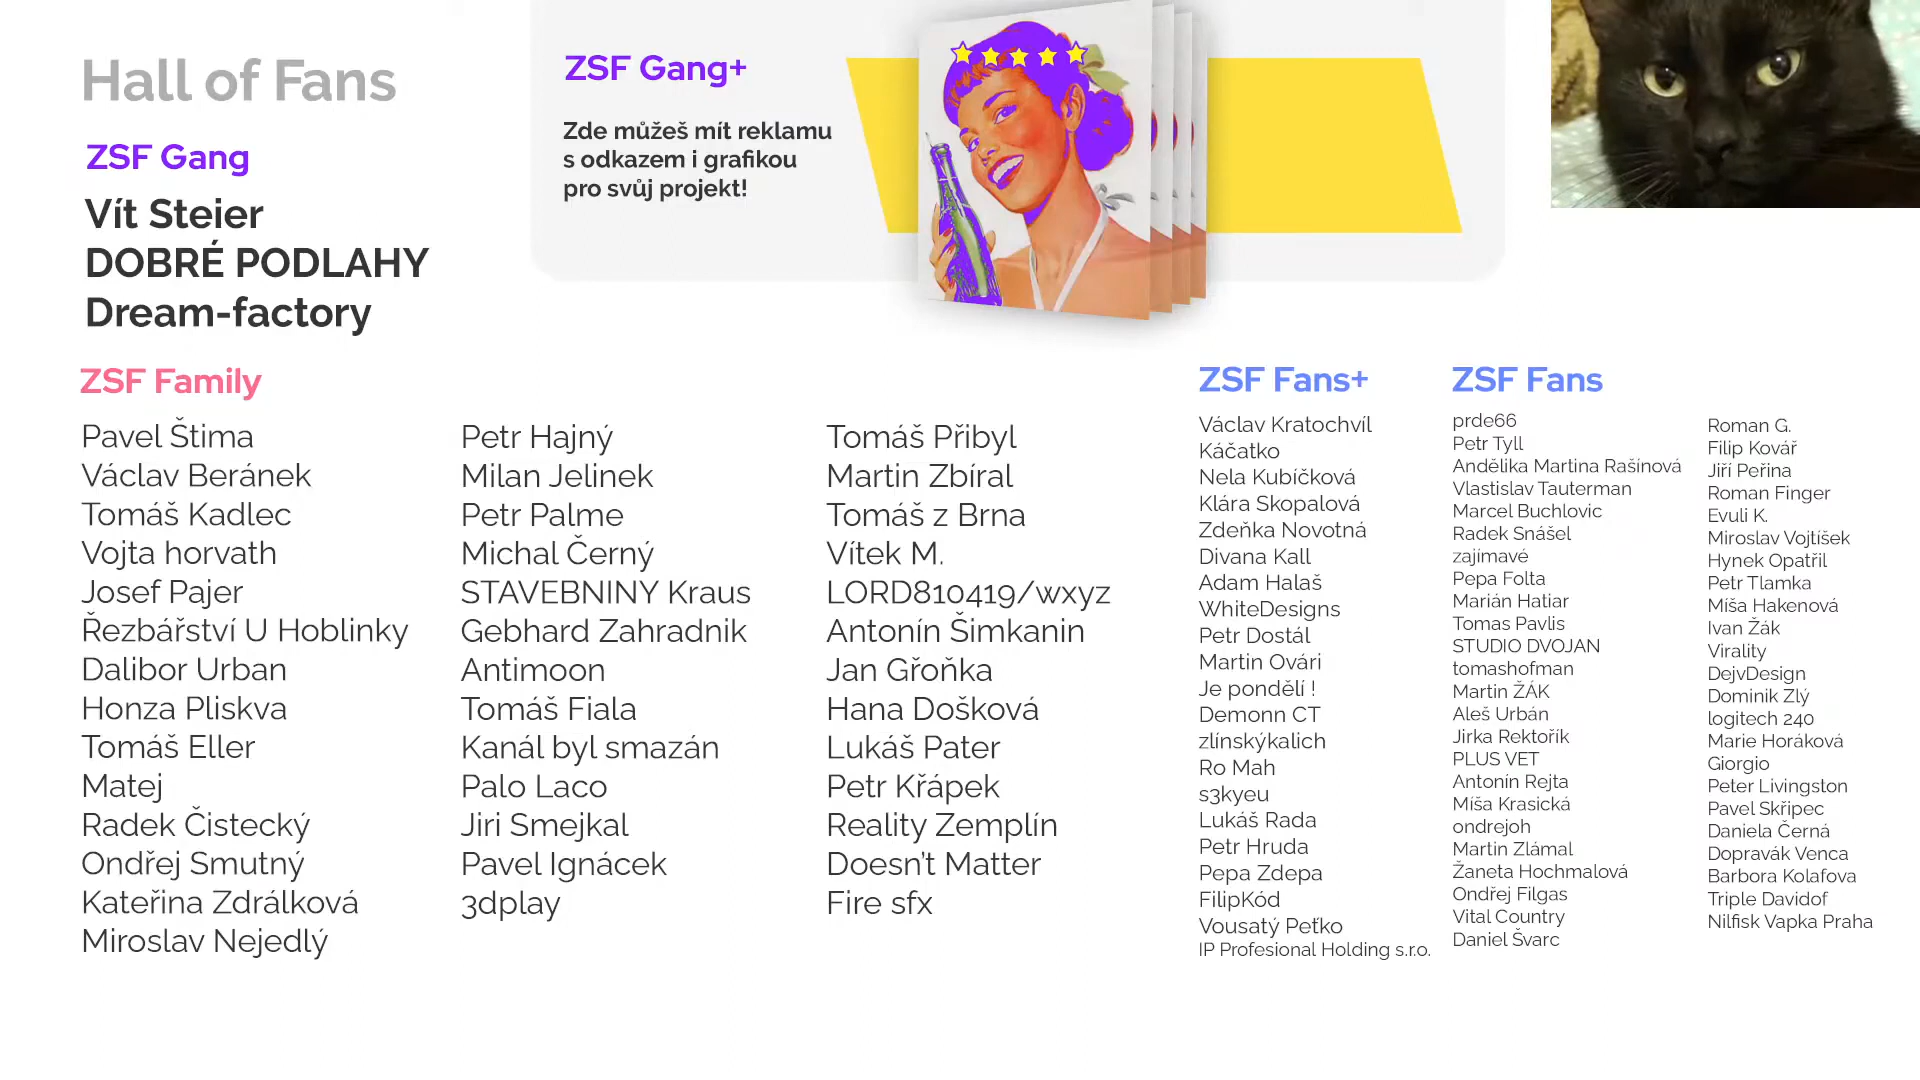 Hall of Fans
ZSF Gang
Vít Steier
DOBRÉ PODLAHY
Dream-factory
ZSF Gang+
Zde můžeš mít reklamu
s odkazem i grafikou
pro svůj projekt!
ZSF Family
Pavel Štima
Václav Beránek
Tomáš Kadlec
Vojta horvath
Josef Pajer
Řezbářství U Hoblinky
Dalibor Urban
Honza Pliskva
Tomáš Eller
Matej
Radek Čistecký
Ondřej Smutný
Kateřina Zdrálková
Miroslav Nejedlý
Petr Hajný
Milan Jelinek
Petr Palme
Michal Černý
STAVEBNINY Kraus
Gebhard Zahradnik
Antimoon
Tomáš Fiala
Kanál byl smazán
Palo Laco
Jiri Smejkal
Pavel Ignácek
3dplay
Tomáš Přibyl
Martin Zbíral
Tomáš z Brna
Vítek M.
LORD810419/wxyz
Antonín Šimkanin
Jan Gřoňka
Hana Došková
Lukáš Pater
Petr Křápek
Reality Zemplín
Doesn't Matter
Fire sfx
ZSF Fans+
Václav Kratochvíl
Káčatko
Nela Kubíčková
Klára Skopalová
Zdeňka Novotná
Divana Kall
Adam Halaš
WhiteDesigns
Petr Dostál
Martin Ovári
Je pondělí !
Demonn CT
zlínskýkalich
Ro Mah
s3kyeu
Lukáš Rada
Petr Hruda
Pepa Zdepa
FilipKód
Vousatý Peťko
IP Profesional Holding s.r.o.
ZSF Fans
prde66
Petr Tyll
Andělika Martina Rašínová
Vlastislav Tauterman
Marcel Buchlovic
Radek Snášel
zajímavé
Pepa Folta
Marián Hatiar
Tomas Pavlis
STUDIO DVOJAN
tomashofman
Martin ŽÁK
Aleš Urbán
Jirka Rektořík
PLUS VET
Antonín Rejta
Míša Krasická
ondrejoh
Martin Zlámal
Žaneta Hochmalová
Ondřej Filgas
Vital Country
Daniel Švarc
Roman G.
Filip Kovář
Jiří Peřina
Roman Finger
Evuli K.
Miroslav Vojtíšek
Hynek Opatřil
Petr Tlamka
Míša Hakenová
Ivan Žák
Virality
DejvDesign
Dominik Zlý
logitech 240
Marie Horáková
Giorgio
Peter Livingston
Pavel Skřipec
Daniela Černá
Dopravák Venca
Barbora Kolafova
Triple Davidof
Nilfisk Vapka Praha